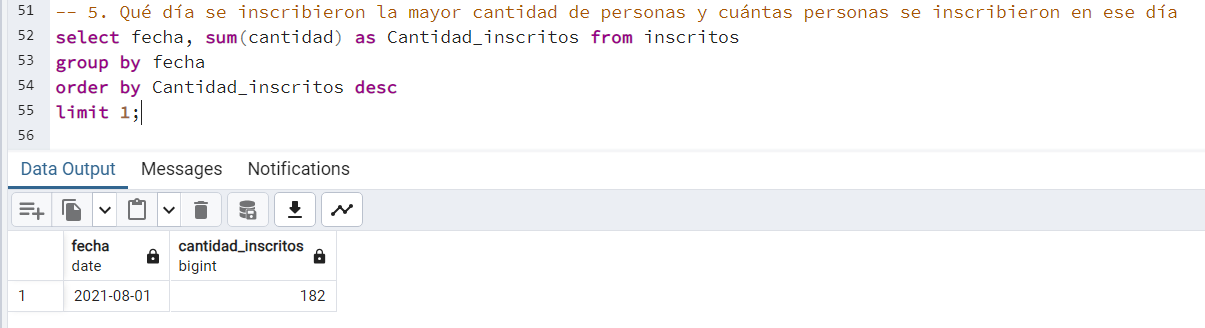 51 -- 5. Qué día se inscribieron la mayor cantidad de personas y cuántas personas se inscribieron en ese día
52 select fecha, sum(cantidad) as Cantidad_inscritos from inscritos
53 group by fecha
54 order by Cantidad_inscritos desc
55 limit 1;
56
Data Output Messages Notifications
fecha cantidad_inscritos
date bigint
1 2021-08-01 182